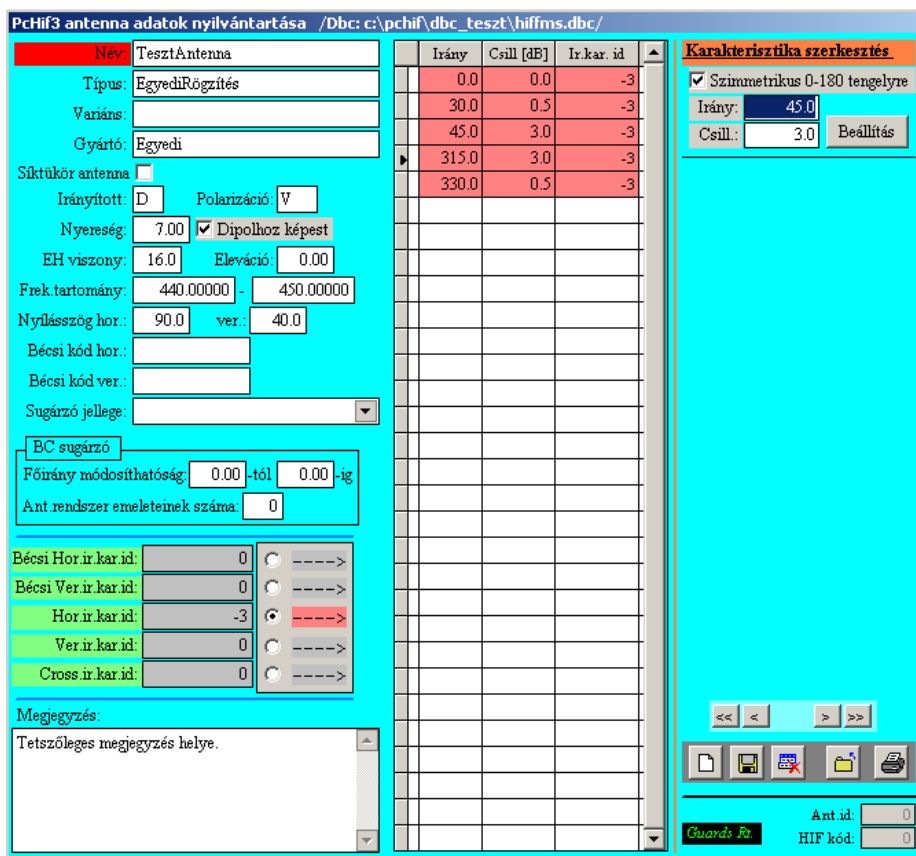 PcHif3 antenna adatok nyilvántartása /Dbc: c:\pchif\dbc_teszt\hiffms.dbc/
Név: TesztAntenna
Típus: EgyediRögzítés
Variáns:
Gyártó: Egyedi
Síktükör antenna
Irányított: D Polarizáció: V
Nyereség: 7.00 Dipolhoz képest
EH viszony: 16.0 Eleváció: 0.00
Frek.tartomány: 440.00000 - 450.00000
Nyílásszög hor.: 90.0 ver.: 40.0
Bécsi kód hor.:
Bécsi kód ver.:
Sugárzó jellege:
BC sugárzó
Főirány módosíthatóság: 0.00 -tól 0.00 -ig
Ant.rendszer emeleteinek száma: 0
Bécsi Hor.ir.kar.id: 0 ---->
Bécsi Ver.ir.kar.id: 0 ---->
Hor.ir.kar.id: -3 ---->
Ver.ir.kar.id: 0 ---->
Cross.ir.kar.id: 0 ---->
Megjegyzés:
Tetszőleges megjegyzés helye.
Irány Csill [dB] Ir.kar. id
0.0 0.0 -3
30.0 0.5 -3
45.0 3.0 -3
315.0 3.0 -3
330.0 0.5 -3
Karakterisztika szerkesztés
Szimmetrikus 0-180 tengelyre
Irány: 45.0
Csill.: 3.0 Beállítás
<< < > >>
Ant.id: 0
Guards Rt. HIF kód: 0